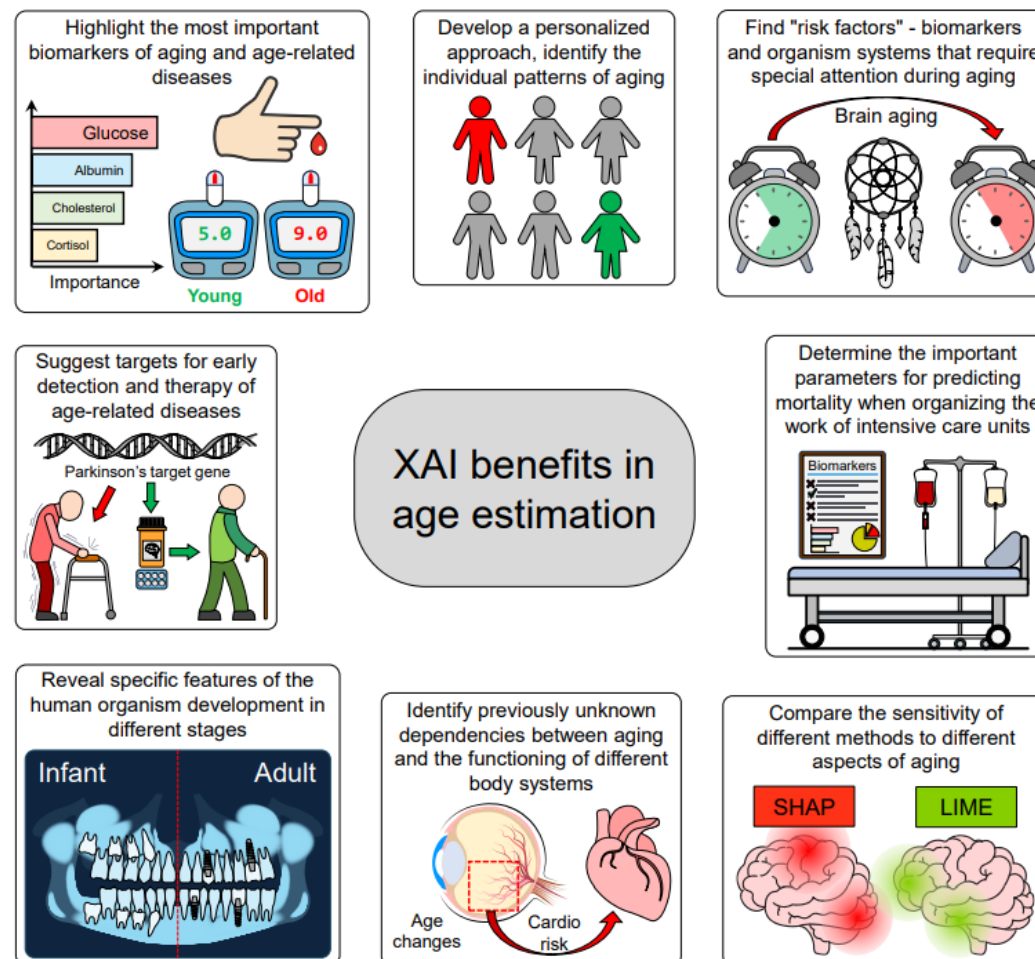 Highlight the most important
biomarkers of aging and age-related
diseases
Glucose
Albumin
Cholesterol
Cortisol
Importance
5.0
9.0
Young
Old
Develop a personalized
approach, identify the
individual patterns of aging
Find "risk factors" - biomarkers
and organism systems that require
special attention during aging
Brain aging
Suggest targets for early
detection and therapy of
age-related diseases
Parkinson's target gene
XAI benefits in
age estimation
Determine the important
parameters for predicting
mortality when organizing the
work of intensive care units
Biomarkers
Reveal specific features of the
human organism development in
different stages
Infant
Adult
Identify previously unknown
dependencies between aging
and the functioning of different
body systems
Age
changes
Cardio
risk
Compare the sensitivity of
different methods to different
aspects of aging
SHAP
LIME